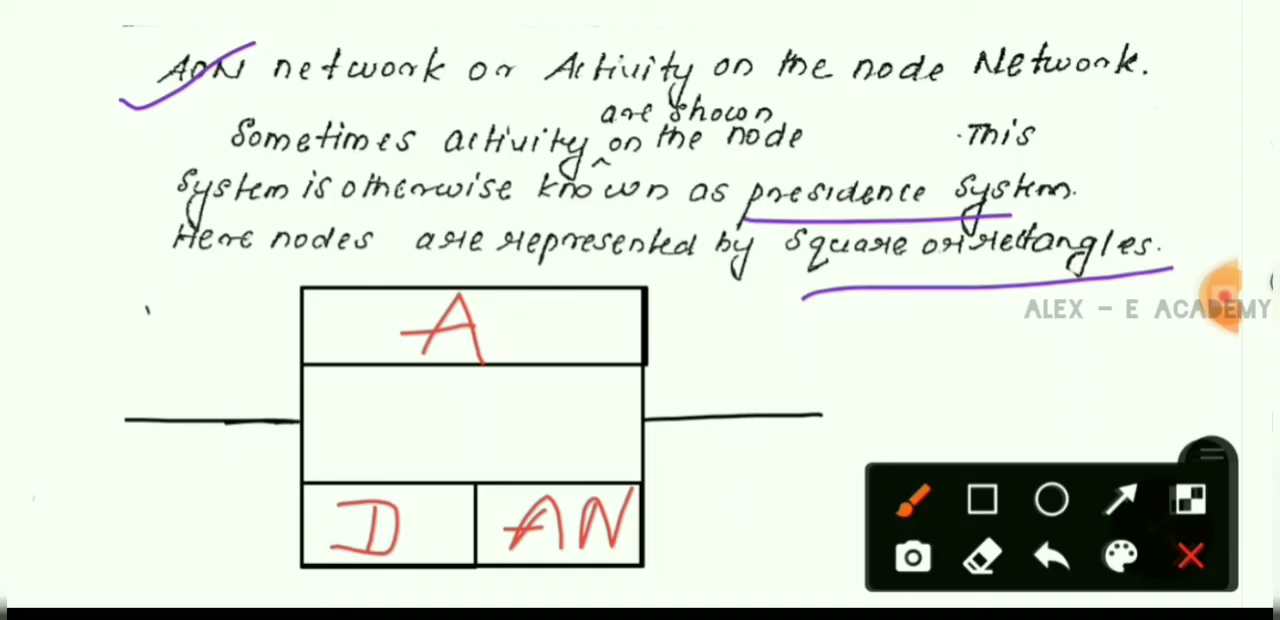 AON network or Activity on the node Network.
are shown
Sometimes activity ^ on the node . This
System is otherwise known as presidence system.
Here nodes are represented by square or rectangles.
ALEX - E ACADEMY
A
D AN